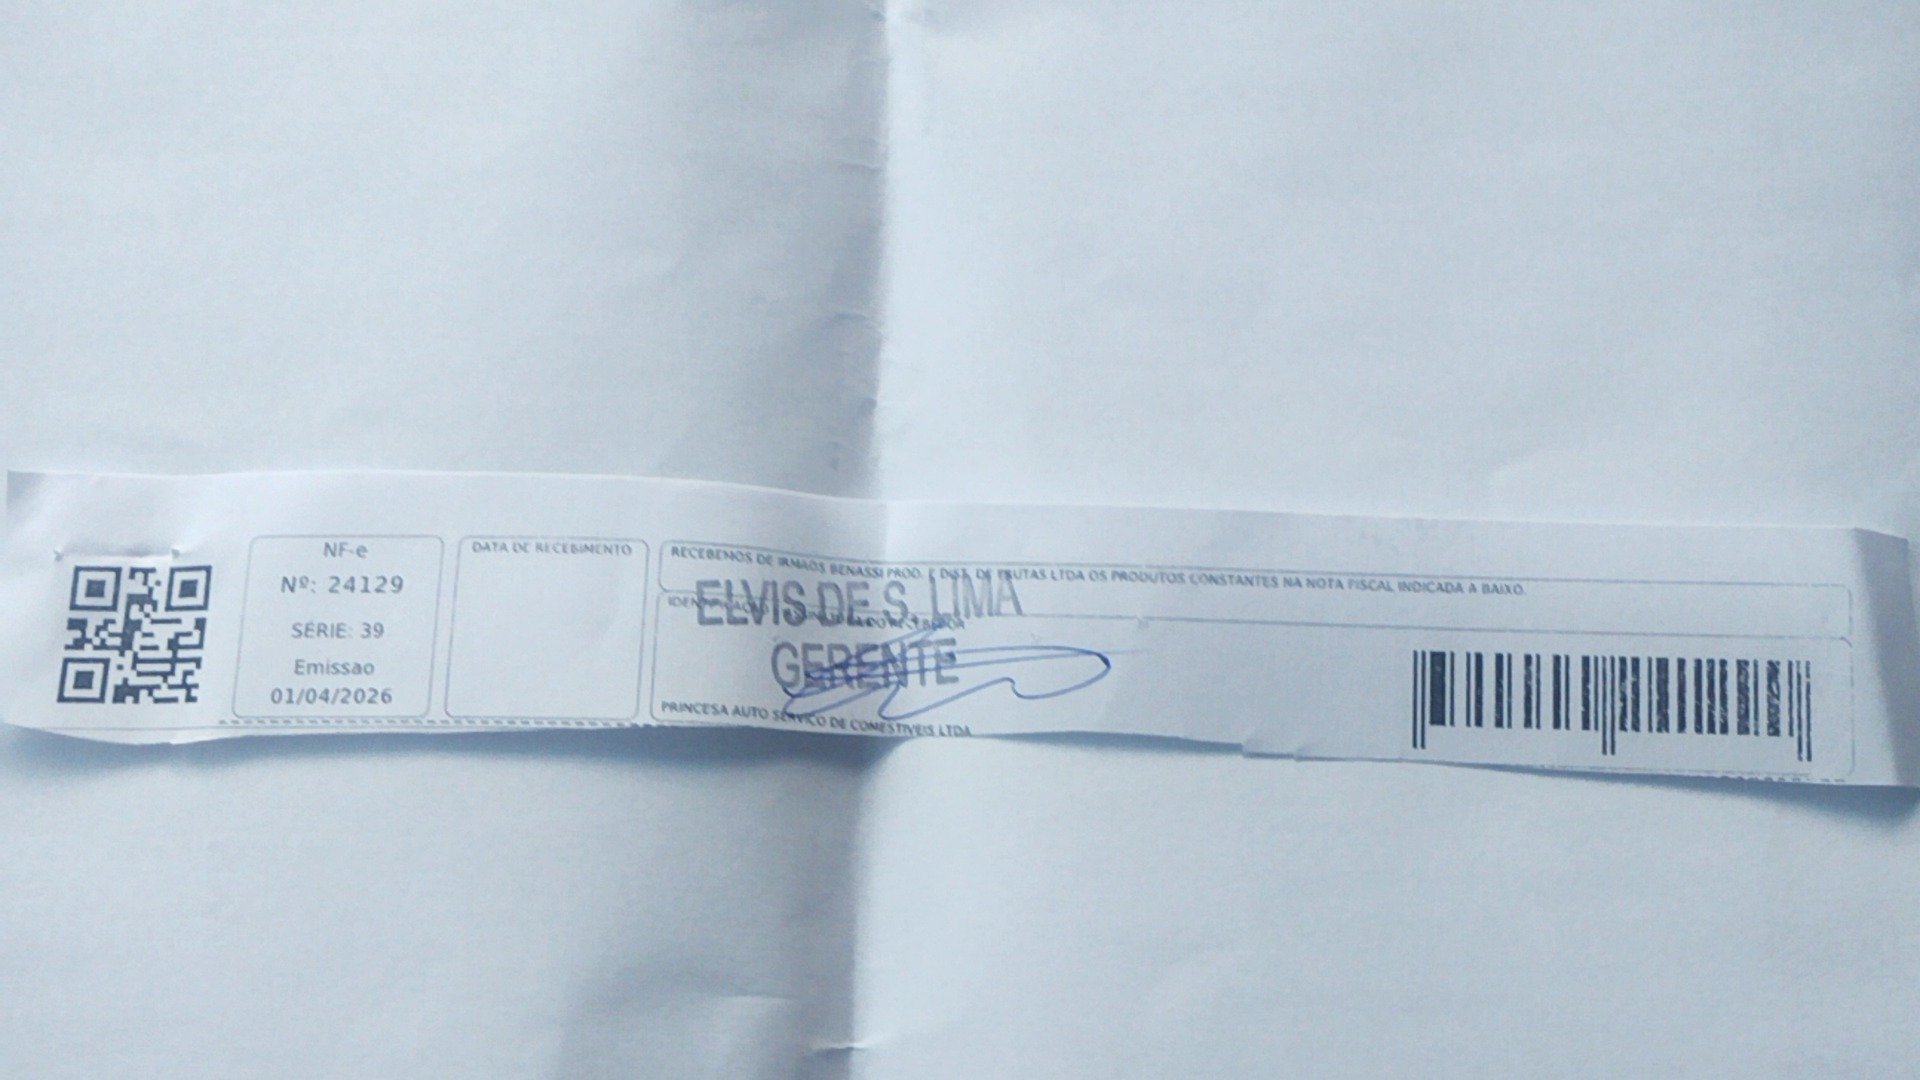 NF-e
Nº: 24129
SÉRIE: 39
Emissao
01/04/2026
DATA DE RECEBIMENTO
RECEBEMOS DE IRMAOS BENASSI PROD. E DIST. DE FRUTAS LTDA OS PRODUTOS CONSTANTES NA NOTA FISCAL INDICADA A BAIXO.
ELVIS DE S. LIMA
GERENTE
PRINCESA AUTO SERVICO DE COMESTIVEIS LTDA